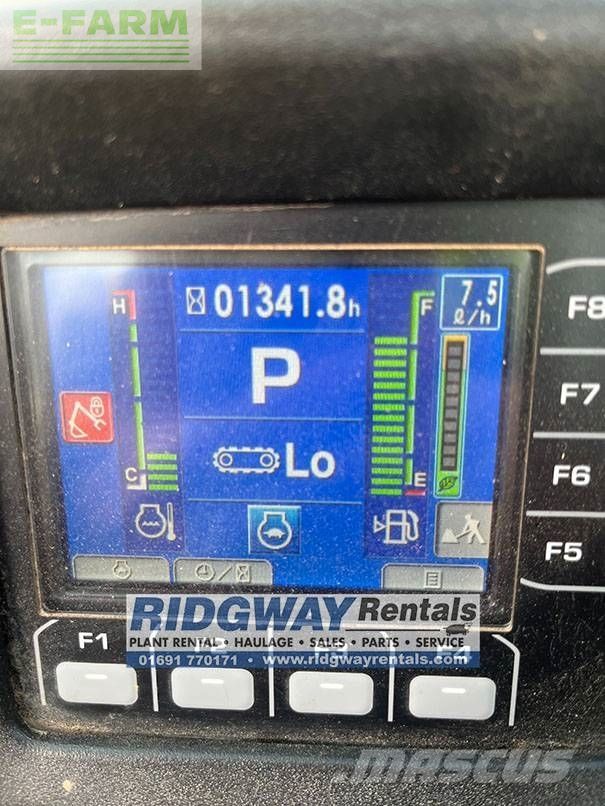 E-FARM
01341.8h
7.5
ℓ/h
H
F
P
Lo
C
E
F8
F7
F6
F5
RIDGWAY Rentals
PLANT RENTAL • HAULAGE • SALES • PARTS • SERVICE
01691 770171 • www.ridgwayrentals.com
F1
MASCUS